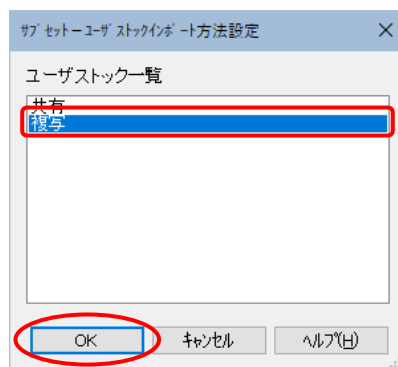 ｻﾌﾞｾｯﾄーﾕｰｻﾞｽﾄｯｸｲﾝﾎﾟｰﾄ方法設定
ユーザストック一覧
共有
複写
OK ｷｬﾝｾﾙ ﾍﾙﾌﾟ(H)